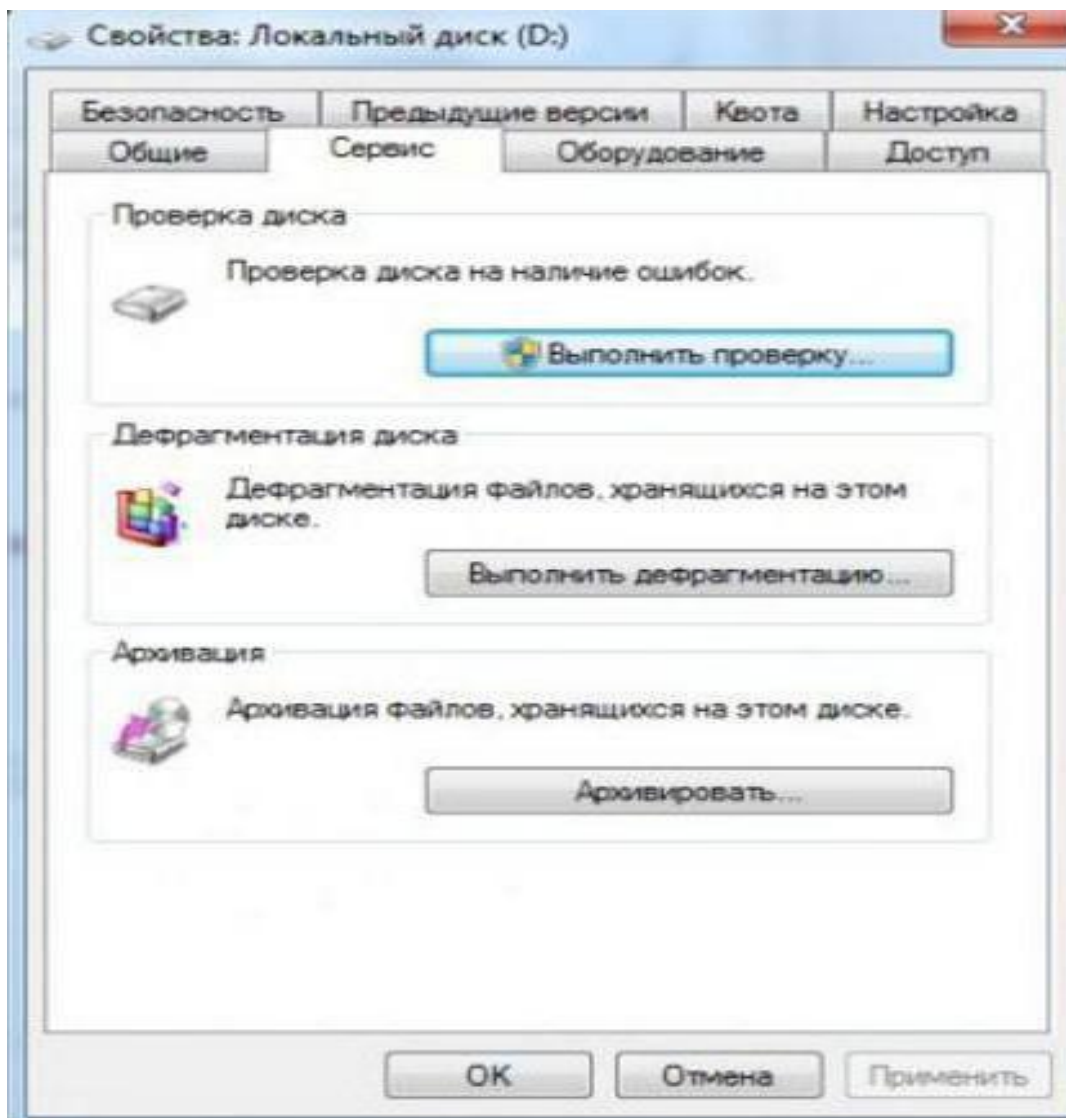 Свойства: Локальный диск (D:)
Безопасность Предыдущие версии Квота Настройка
Общие Сервис Оборудование Доступ
Проверка диска
Проверка диска на наличие ошибок.
Выполнить проверку...
Дефрагментация диска
Дефрагментация файлов, хранящихся на этом
диске.
Выполнить дефрагментацию...
Архивация
Архивация файлов, хранящихся на этом диске.
Архивировать...
ОК Отмена Применить